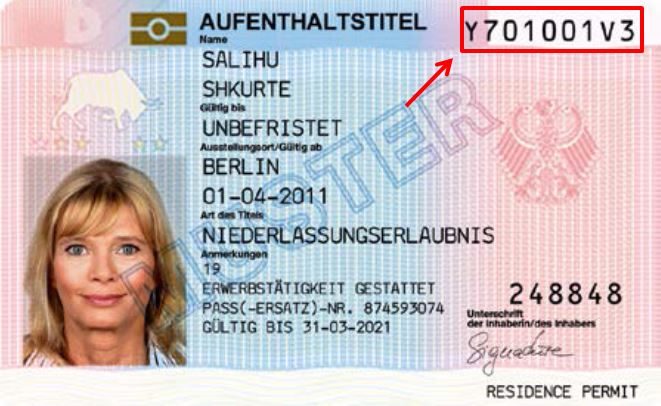 AUFENTHALTSTITEL
Y701001V3
Name
SALIHU
SHKURTE
Gültig bis
UNBEFRISTET
Ausstellungsort/Gültig ab
BERLIN
01-04-2011
Art des Titels
NIEDERLASSUNGSERLAUBNIS
Anmerkungen
19
ERWERBSTÄTIGKEIT GESTATTET
PASS(-ERSATZ)-NR. 874593074
GÜLTIG BIS 31-03-2021
248848
Unterschrift
der Inhaberin/des Inhabers
Signature
RESIDENCE PERMIT
MUSTER